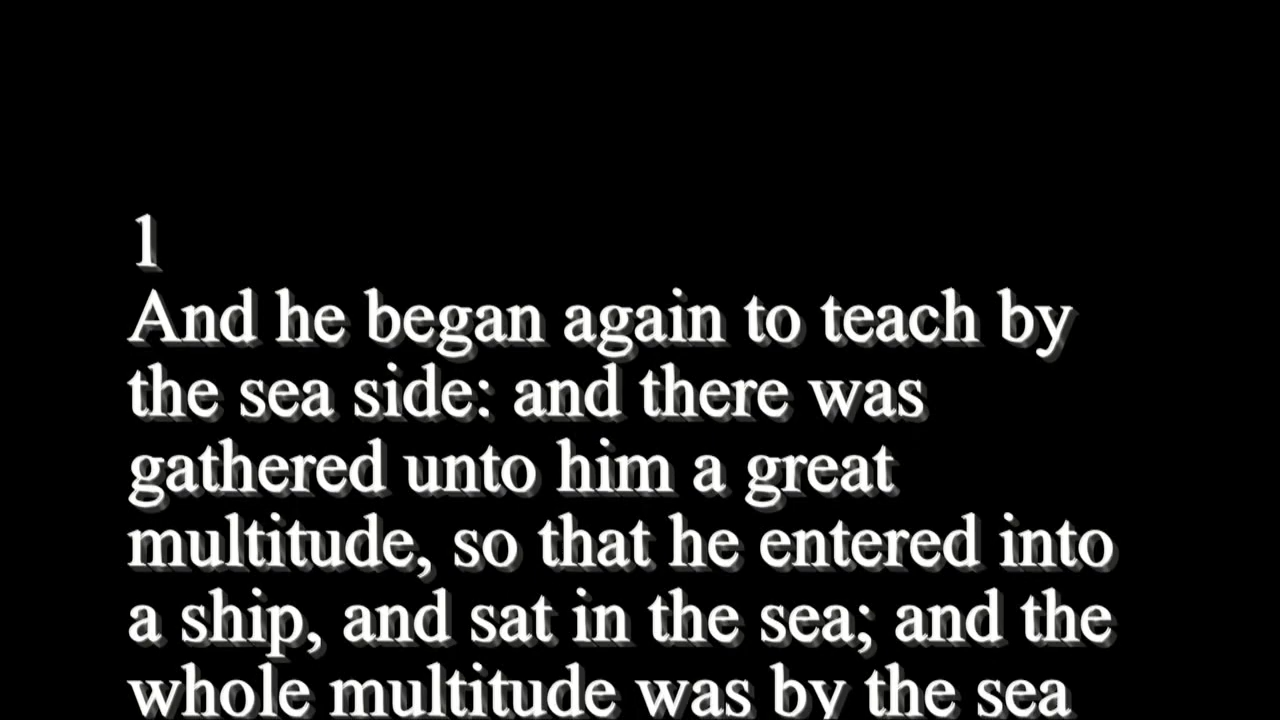 1
And he began again to teach by
the sea side: and there was
gathered unto him a great
multitude, so that he entered into
a ship, and sat in the sea; and the
whole multitude was by the sea